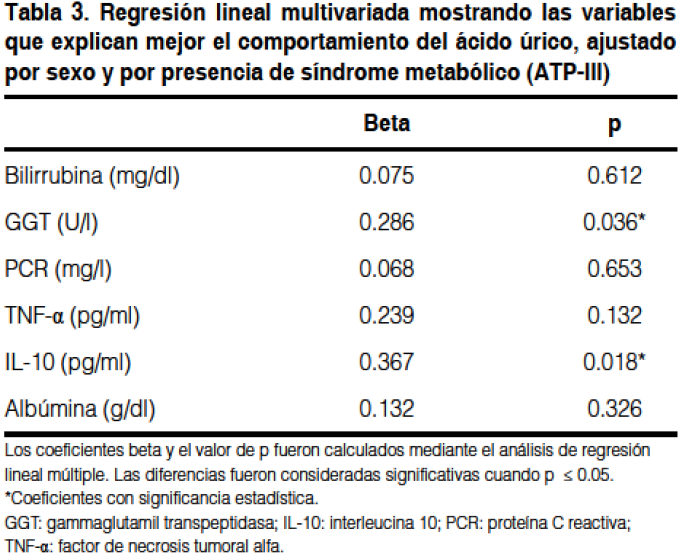 Tabla 3. Regresión lineal multivariada mostrando las variables
que explican mejor el comportamiento del ácido úrico, ajustado
por sexo y por presencia de síndrome metabólico (ATP-III)
Beta p
Bilirrubina (mg/dl) 0.075 0.612
GGT (U/l) 0.286 0.036*
PCR (mg/l) 0.068 0.653
TNF-α (pg/ml) 0.239 0.132
IL-10 (pg/ml) 0.367 0.018*
Albúmina (g/dl) 0.132 0.326
Los coeficientes beta y el valor de p fueron calculados mediante el análisis de regresión
lineal múltiple. Las diferencias fueron consideradas significativas cuando p ≤ 0.05.
*Coeficientes con significancia estadística.
GGT: gammaglutamil transpeptidasa; IL-10: interleucina 10; PCR: proteína C reactiva;
TNF-α: factor de necrosis tumoral alfa.